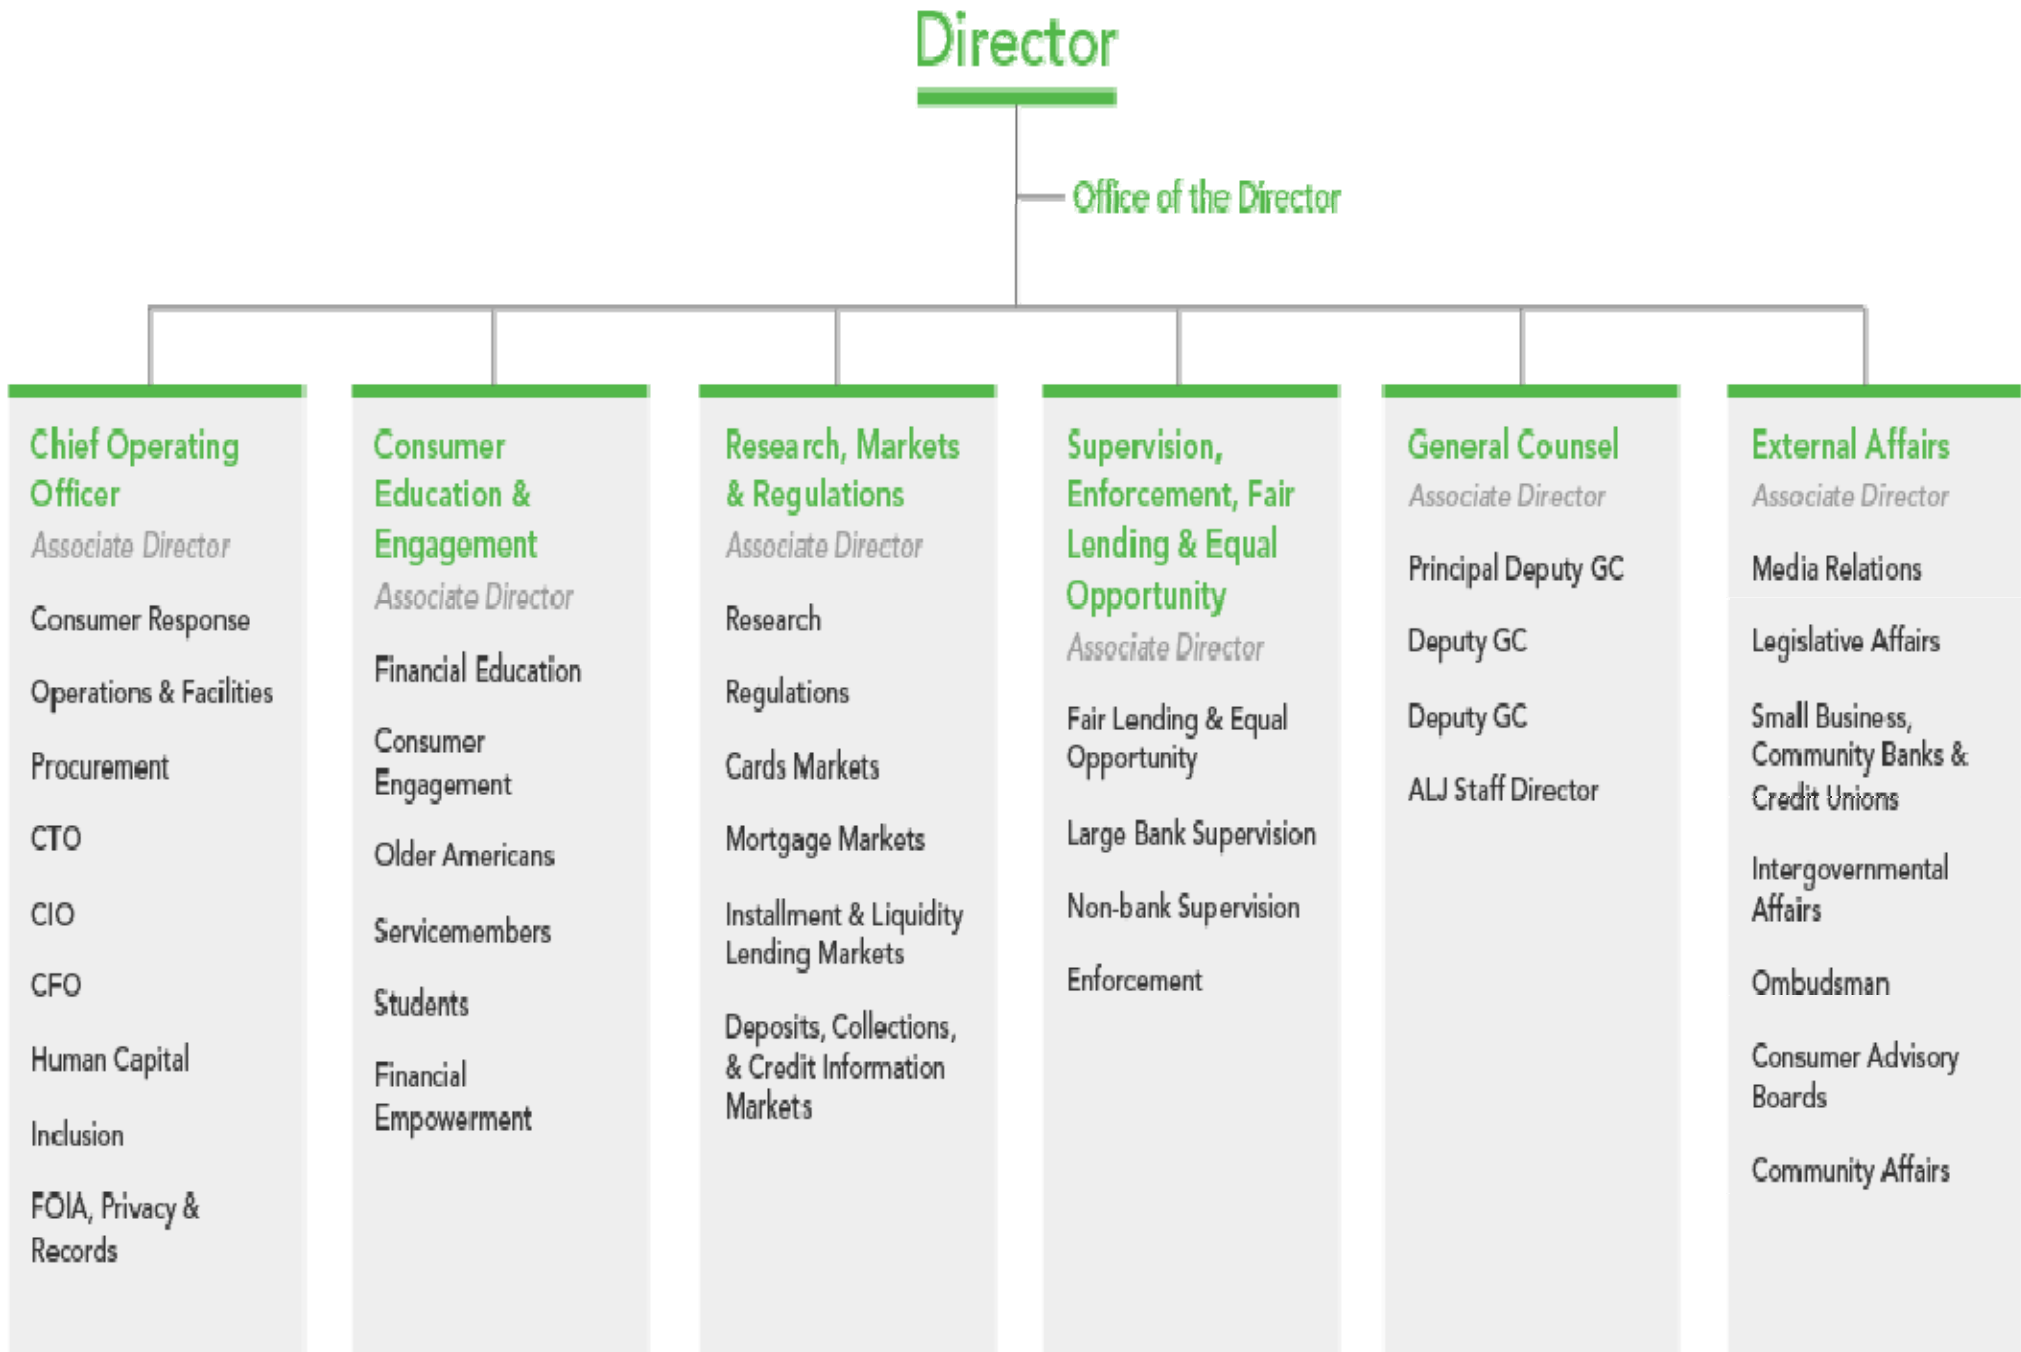 Director
Office of the Director
Chief Operating
Officer
Associate Director
Consumer Response
Operations & Facilities
Procurement
CTO
CIO
CFO
Human Capital
Inclusion
FOIA, Privacy &
Records
Consumer
Education &
Engagement
Associate Director
Financial Education
Consumer
Engagement
Older Americans
Servicemembers
Students
Financial
Empowerment
Research, Markets
& Regulations
Associate Director
Research
Regulations
Cards Markets
Mortgage Markets
Installment & Liquidity
Lending Markets
Deposits, Collections,
& Credit Information
Markets
Supervision,
Enforcement, Fair
Lending & Equal
Opportunity
Associate Director
Fair Lending & Equal
Opportunity
Large Bank Supervision
Non-bank Supervision
Enforcement
General Counsel
Associate Director
Principal Deputy GC
Deputy GC
Deputy GC
ALJ Staff Director
External Affairs
Associate Director
Media Relations
Legislative Affairs
Small Business,
Community Banks &
Credit Unions
Intergovernmental
Affairs
Ombudsman
Consumer Advisory
Boards
Community Affairs